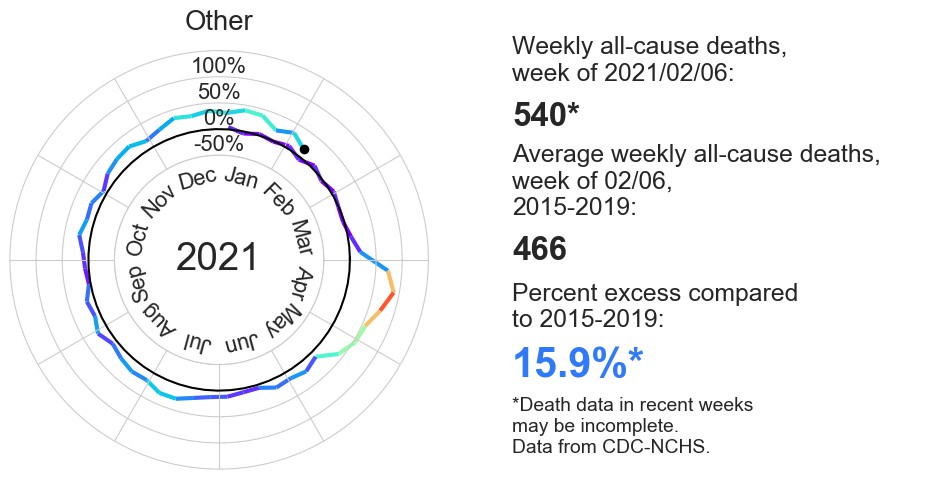 Other
100%
50%
0%
-50%
Jan
Feb
Mar
Apr
May
Jun
Jul
Aug
Sep
Oct
Nov
Dec
2021
Weekly all-cause deaths,
week of 2021/02/06:
540*
Average weekly all-cause deaths,
week of 02/06,
2015-2019:
466
Percent excess compared
to 2015-2019:
15.9%*
*Death data in recent weeks
may be incomplete.
Data from CDC-NCHS.